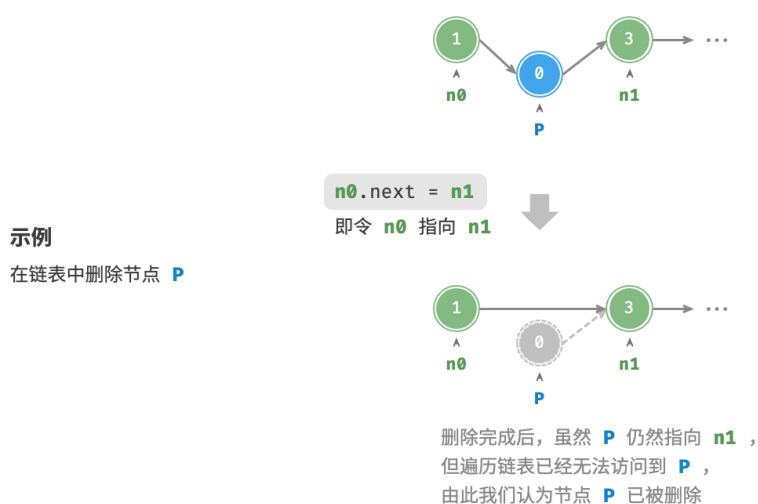 1
3
...
0
n0
n1
P
n0.next = n1
即令 n0 指向 n1
示例
在链表中删除节点 P
1
3
...
0
n0
n1
P
删除完成后，虽然 P 仍然指向 n1 ，
但遍历链表已经无法访问到 P ，
由此我们认为节点 P 已被删除